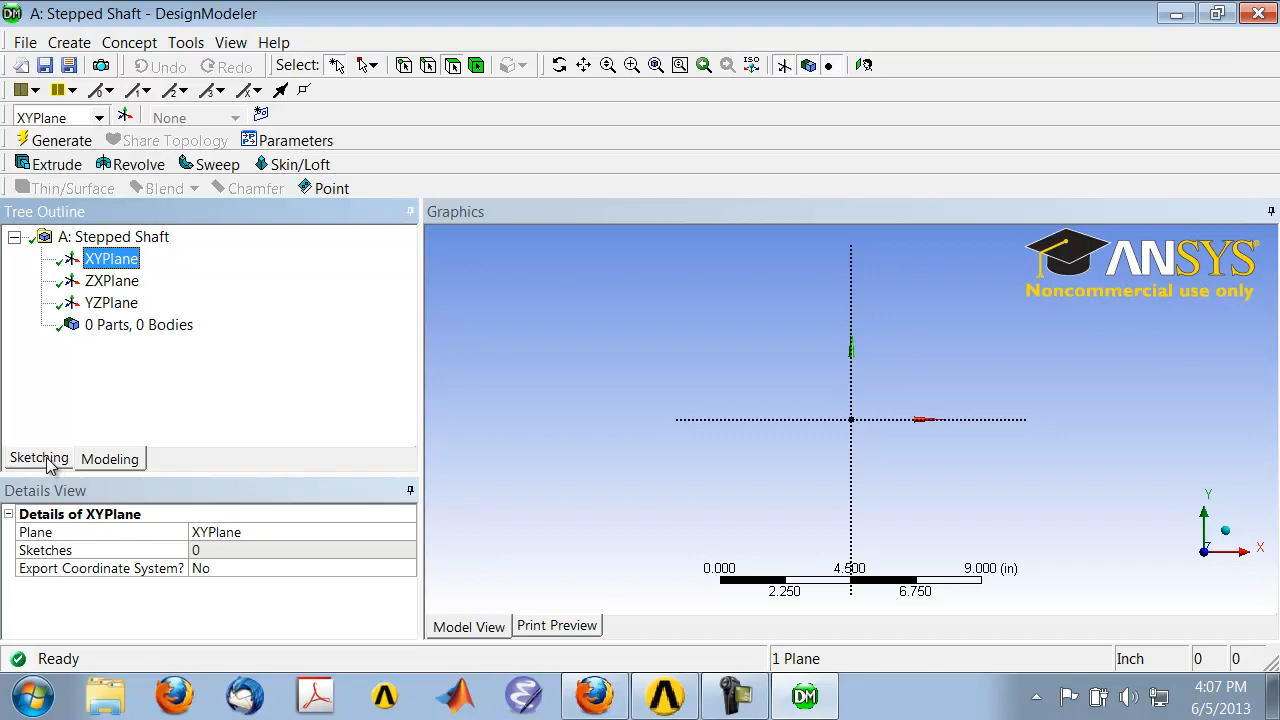 A: Stepped Shaft - DesignModeler
File Create Concept Tools View Help
Undo Redo Select:
XYPlane None
Generate Share Topology Parameters
Extrude Revolve Sweep Skin/Loft
Thin/Surface Blend Chamfer Point
Tree Outline
A: Stepped Shaft
XYPlane
ZXPlane
YZPlane
0 Parts, 0 Bodies
Sketching Modeling
Details View
Details of XYPlane
Plane XYPlane
Sketches 0
Export Coordinate System? No
Graphics
ANSYS
Noncommercial use only
Y
X
Z
0.000 4.500 9.000 (in)
2.250 6.750
Model View Print Preview
Ready 1 Plane Inch 0 0
4:07 PM
6/5/2013